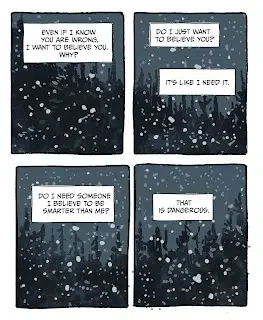 EVEN IF I KNOW
YOU ARE WRONG,
I WANT TO BELIEVE YOU.
WHY?
DO I JUST WANT
TO BELIEVE YOU?
IT'S LIKE I NEED IT.
DO I NEED SOMEONE
I BELIEVE TO BE
SMARTER THAN ME?
THAT
IS DANGEROUS.